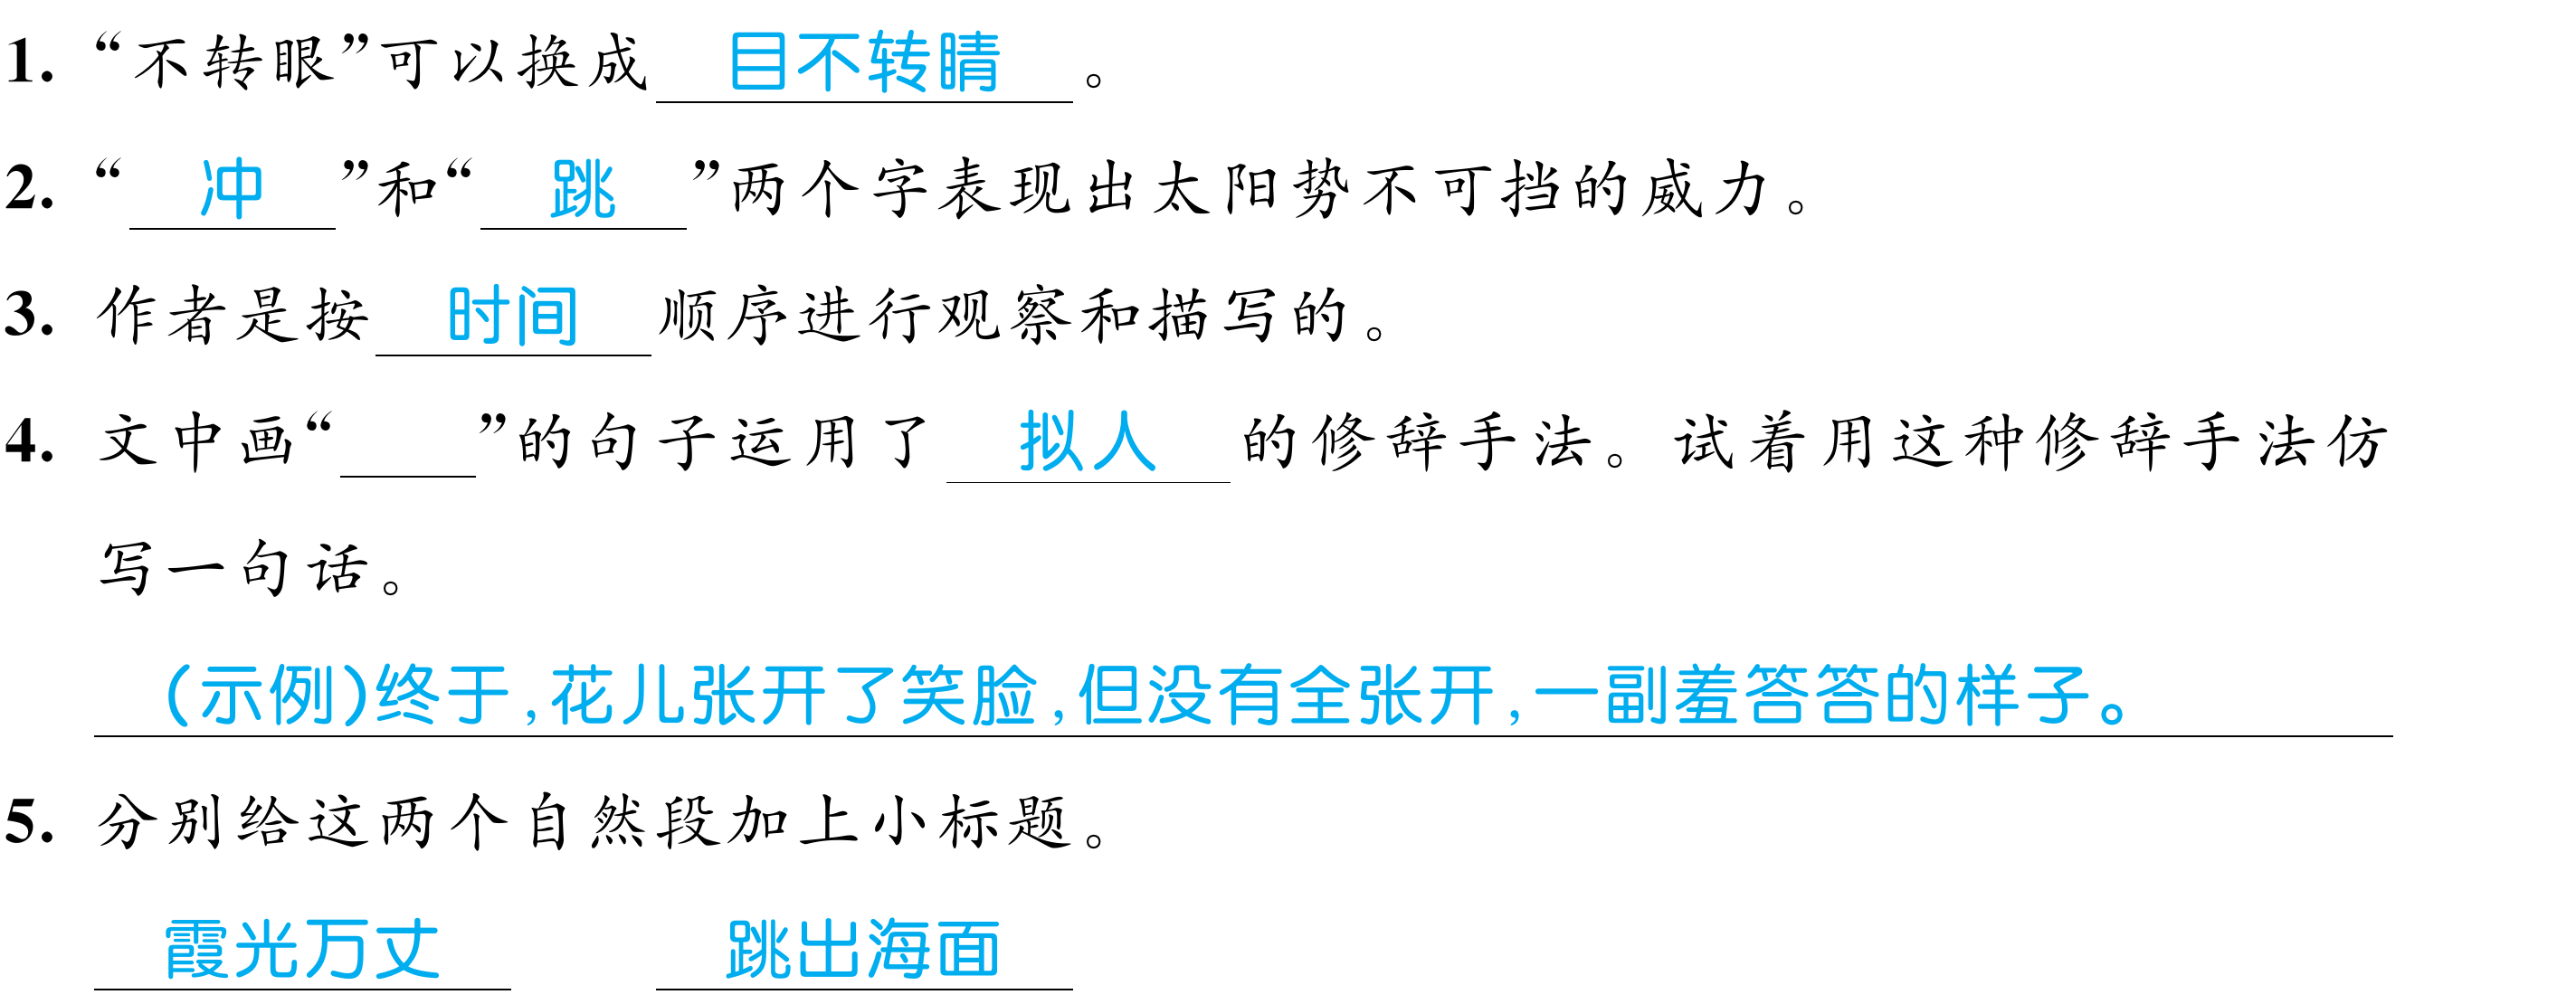 1. “不转眼”可以换成 目不转睛 。
2. “ 冲 ”和“ 跳 ”两个字表现出太阳势不可挡的威力。
3. 作者是按 时间 顺序进行观察和描写的。
4. 文中画“____”的句子运用了 拟人 的修辞手法。试着用这种修辞手法仿
写一句话。
(示例)终于,花儿张开了笑脸,但没有全张开,一副羞答答的样子。
5. 分别给这两个自然段加上小标题。
霞光万丈 跳出海面